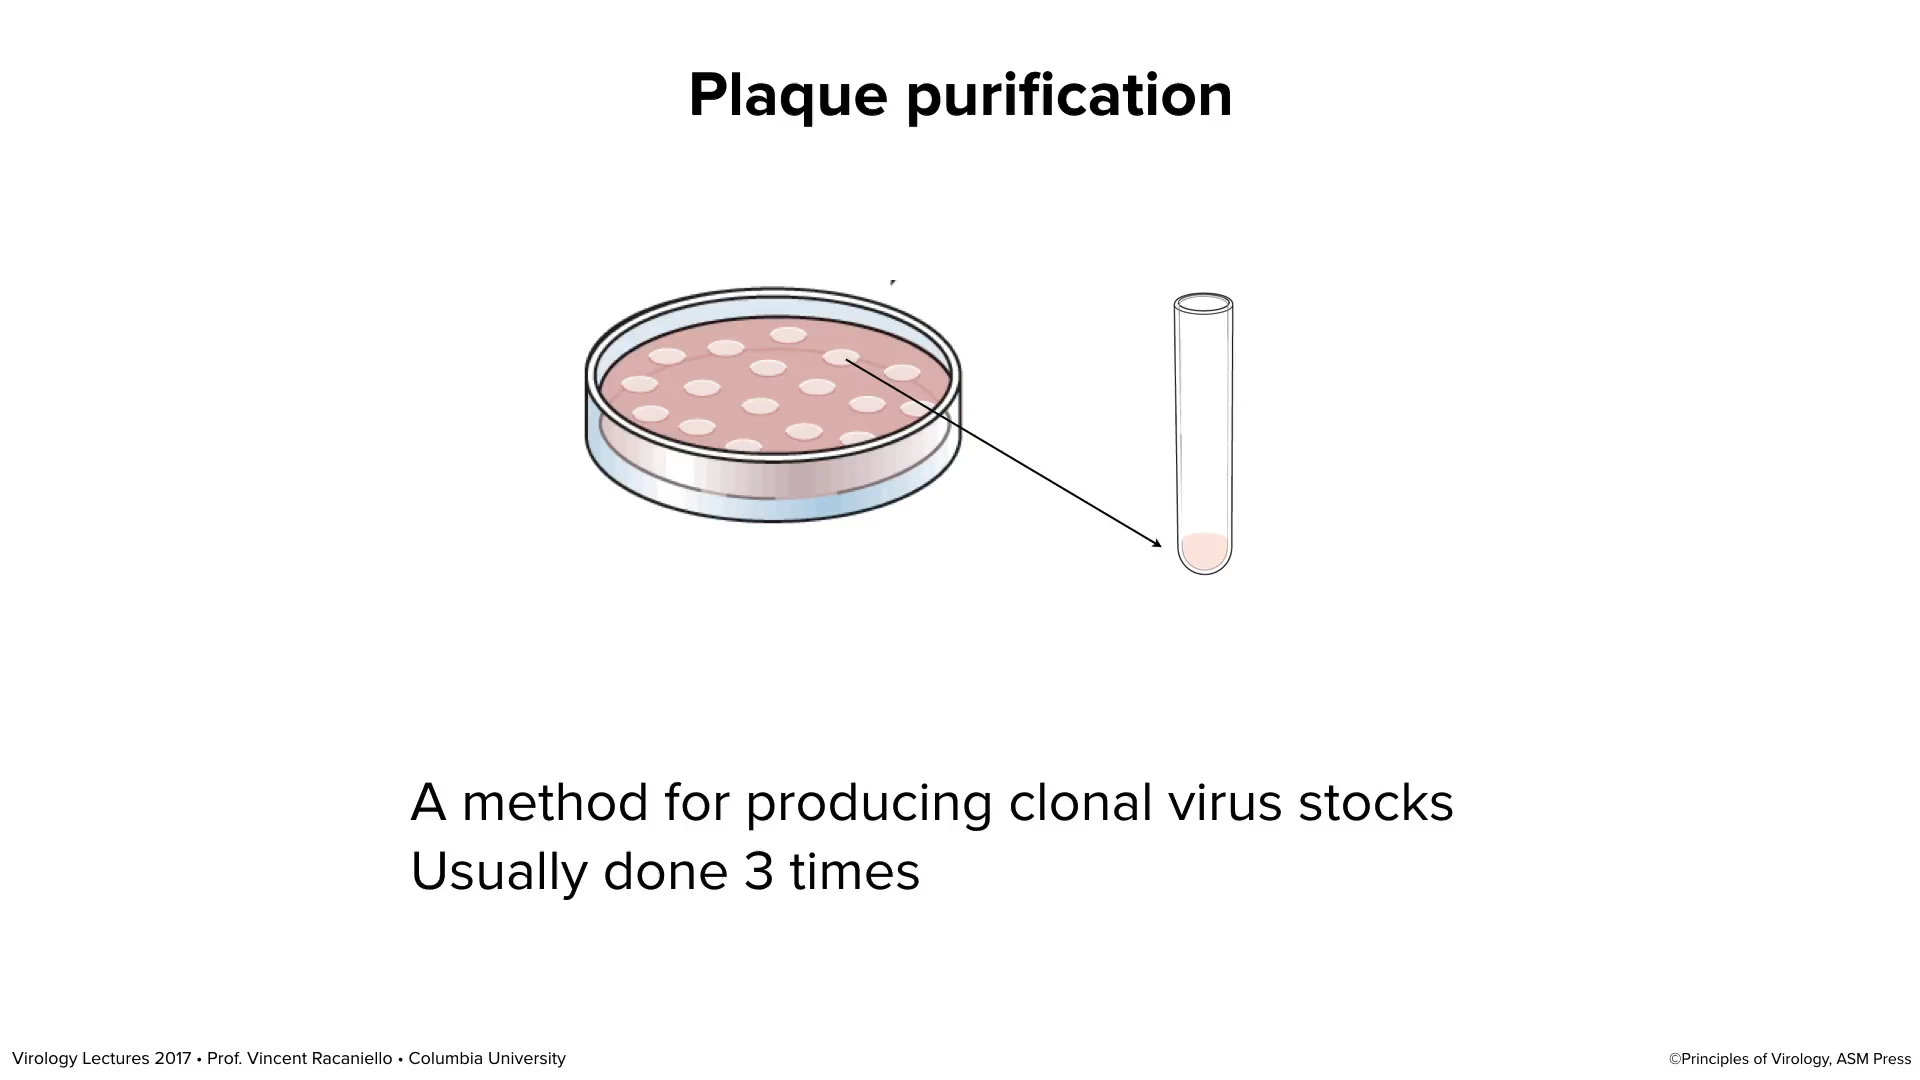 Plaque purification
A method for producing clonal virus stocks
Usually done 3 times
Virology Lectures 2017 • Prof. Vincent Racaniello • Columbia University
©Principles of Virology, ASM Press